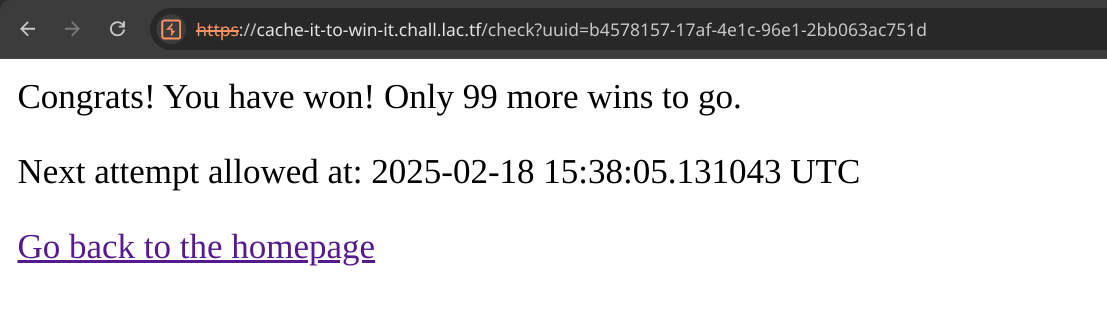 https://cache-it-to-win-it.chall.lac.tf/check?uuid=b4578157-17af-4e1c-96e1-2bb063ac751d
Congrats! You have won! Only 99 more wins to go.
Next attempt allowed at: 2025-02-18 15:38:05.131043 UTC
Go back to the homepage